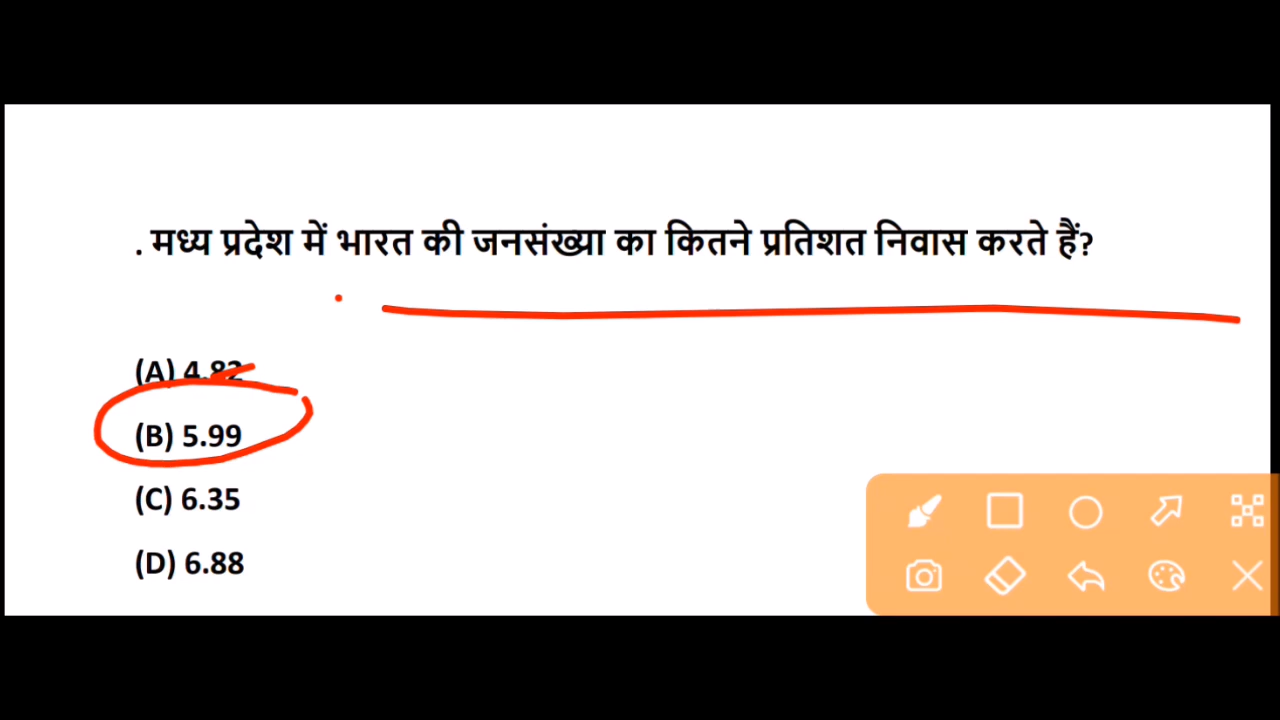 . मध्य प्रदेश में भारत की जनसंख्या का कितने प्रतिशत निवास करते हैं?
(A) 4.82
(B) 5.99
(C) 6.35
(D) 6.88